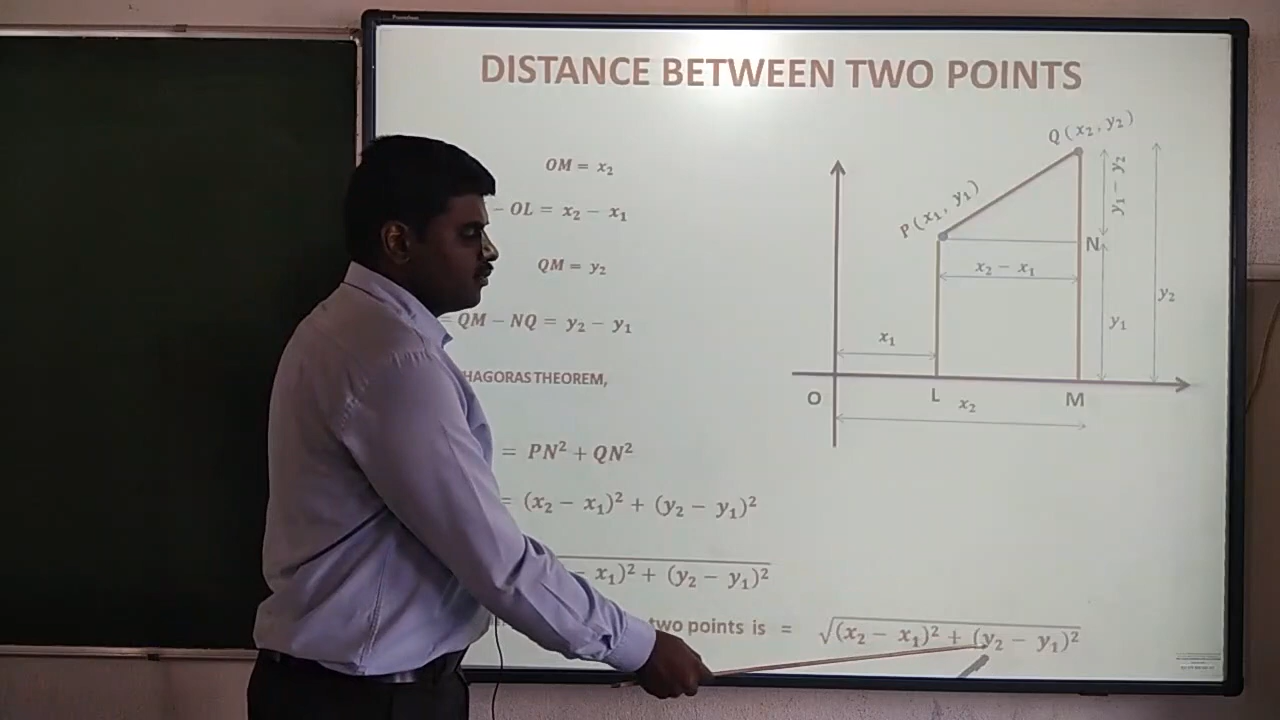 DISTANCE BETWEEN TWO POINTS
OM = x₂
− OL = x₂ − x₁
QM = y₂
= QM − NQ = y₂ − y₁
HAGORAS THEOREM,
= PN² + QN²
= (x₂ − x₁)² + (y₂ − y₁)²
− x₁)² + (y₂ − y₁)²
two points is = √(x₂ − x₁)² + (y₂ − y₁)²
Q (x₂, y₂)
P (x₁, y₁)
y₁ − y₂
N
x₂ − x₁
y₂
y₁
x₁
O
L
M
x₂